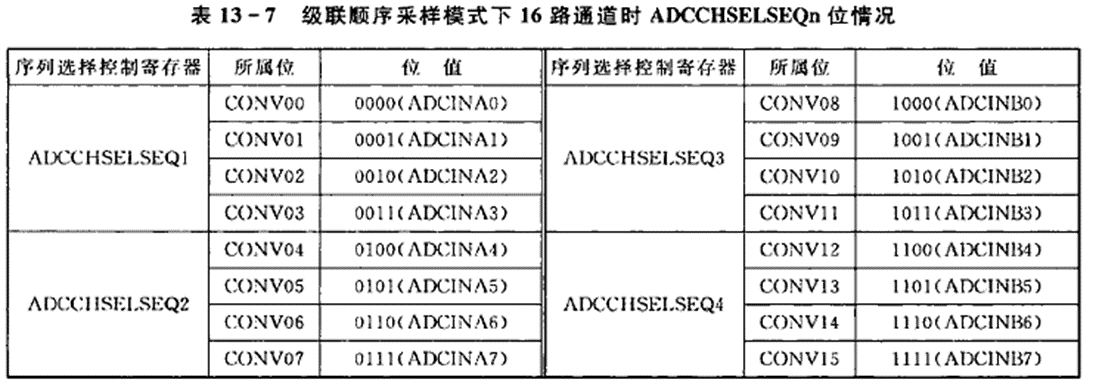 表 13-7 级联顺序采样模式下 16 路通道时 ADCCHSELSEQn 位情况
序列选择控制寄存器 所属位 位 值 序列选择控制寄存器 所属位 位 值
ADCCHSELSEQ1 CONV00 0000(ADCINA0) ADCCHSELSEQ3 CONV08 1000(ADCINB0)
CONV01 0001(ADCINA1) CONV09 1001(ADCINB1)
CONV02 0010(ADCINA2) CONV10 1010(ADCINB2)
CONV03 0011(ADCINA3) CONV11 1011(ADCINB3)
ADCCHSELSEQ2 CONV04 0100(ADCINA4) ADCCHSELSEQ4 CONV12 1100(ADCINB4)
CONV05 0101(ADCINA5) CONV13 1101(ADCINB5)
CONV06 0110(ADCINA6) CONV14 1110(ADCINB6)
CONV07 0111(ADCINA7) CONV15 1111(ADCINB7)